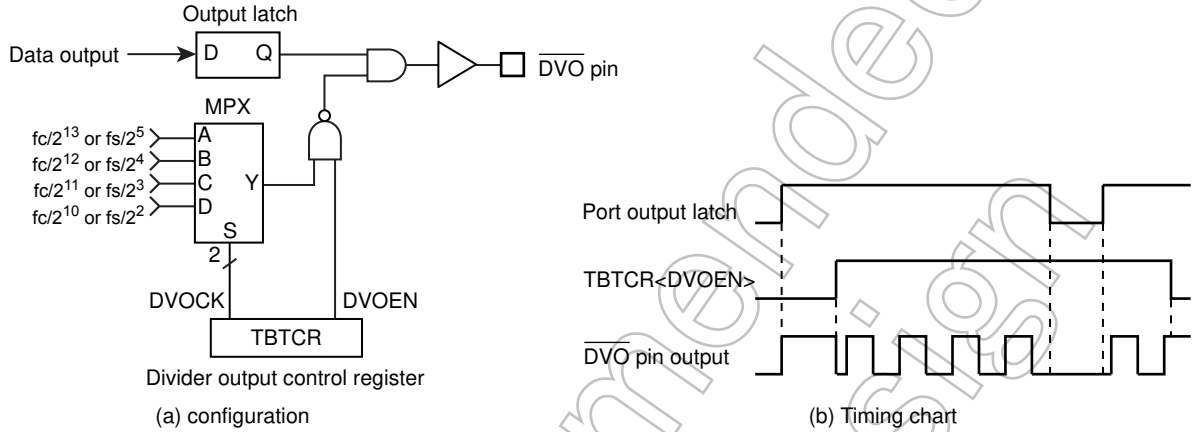 Output latch
Data output
D Q
DVO pin
MPX
fc/2^13 or fs/2^5
A
fc/2^12 or fs/2^4
B
fc/2^11 or fs/2^3
C
Y
fc/2^10 or fs/2^2
D
S
2
DVOCK
DVOEN
TBTCR
Divider output control register
(a) configuration
Port output latch
TBTCR<DVOEN>
DVO pin output
(b) Timing chart